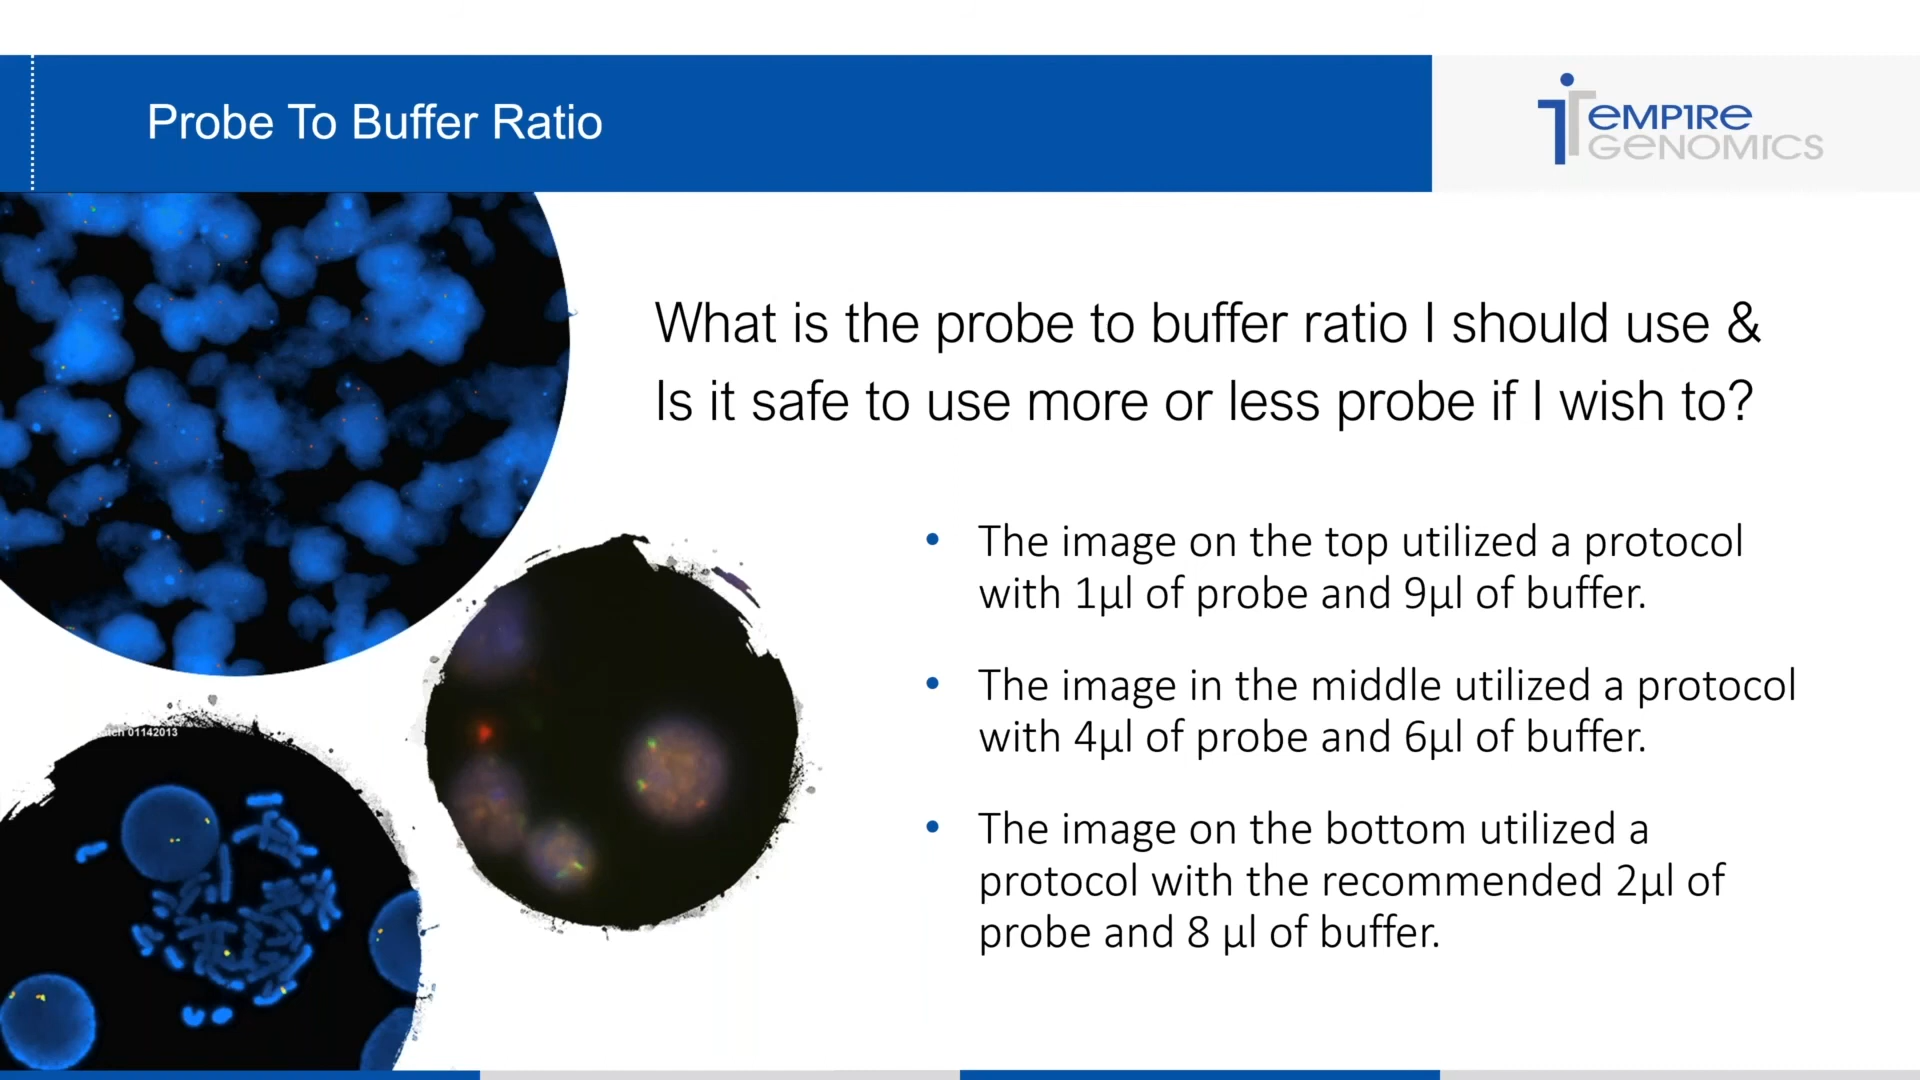 Probe To Buffer Ratio
EMPIRE
GENOMICS
What is the probe to buffer ratio I should use &
Is it safe to use more or less probe if I wish to?
• The image on the top utilized a protocol
with 1µl of probe and 9µl of buffer.
• The image in the middle utilized a protocol
with 4µl of probe and 6µl of buffer.
• The image on the bottom utilized a
protocol with the recommended 2µl of
probe and 8 µl of buffer.
01142013